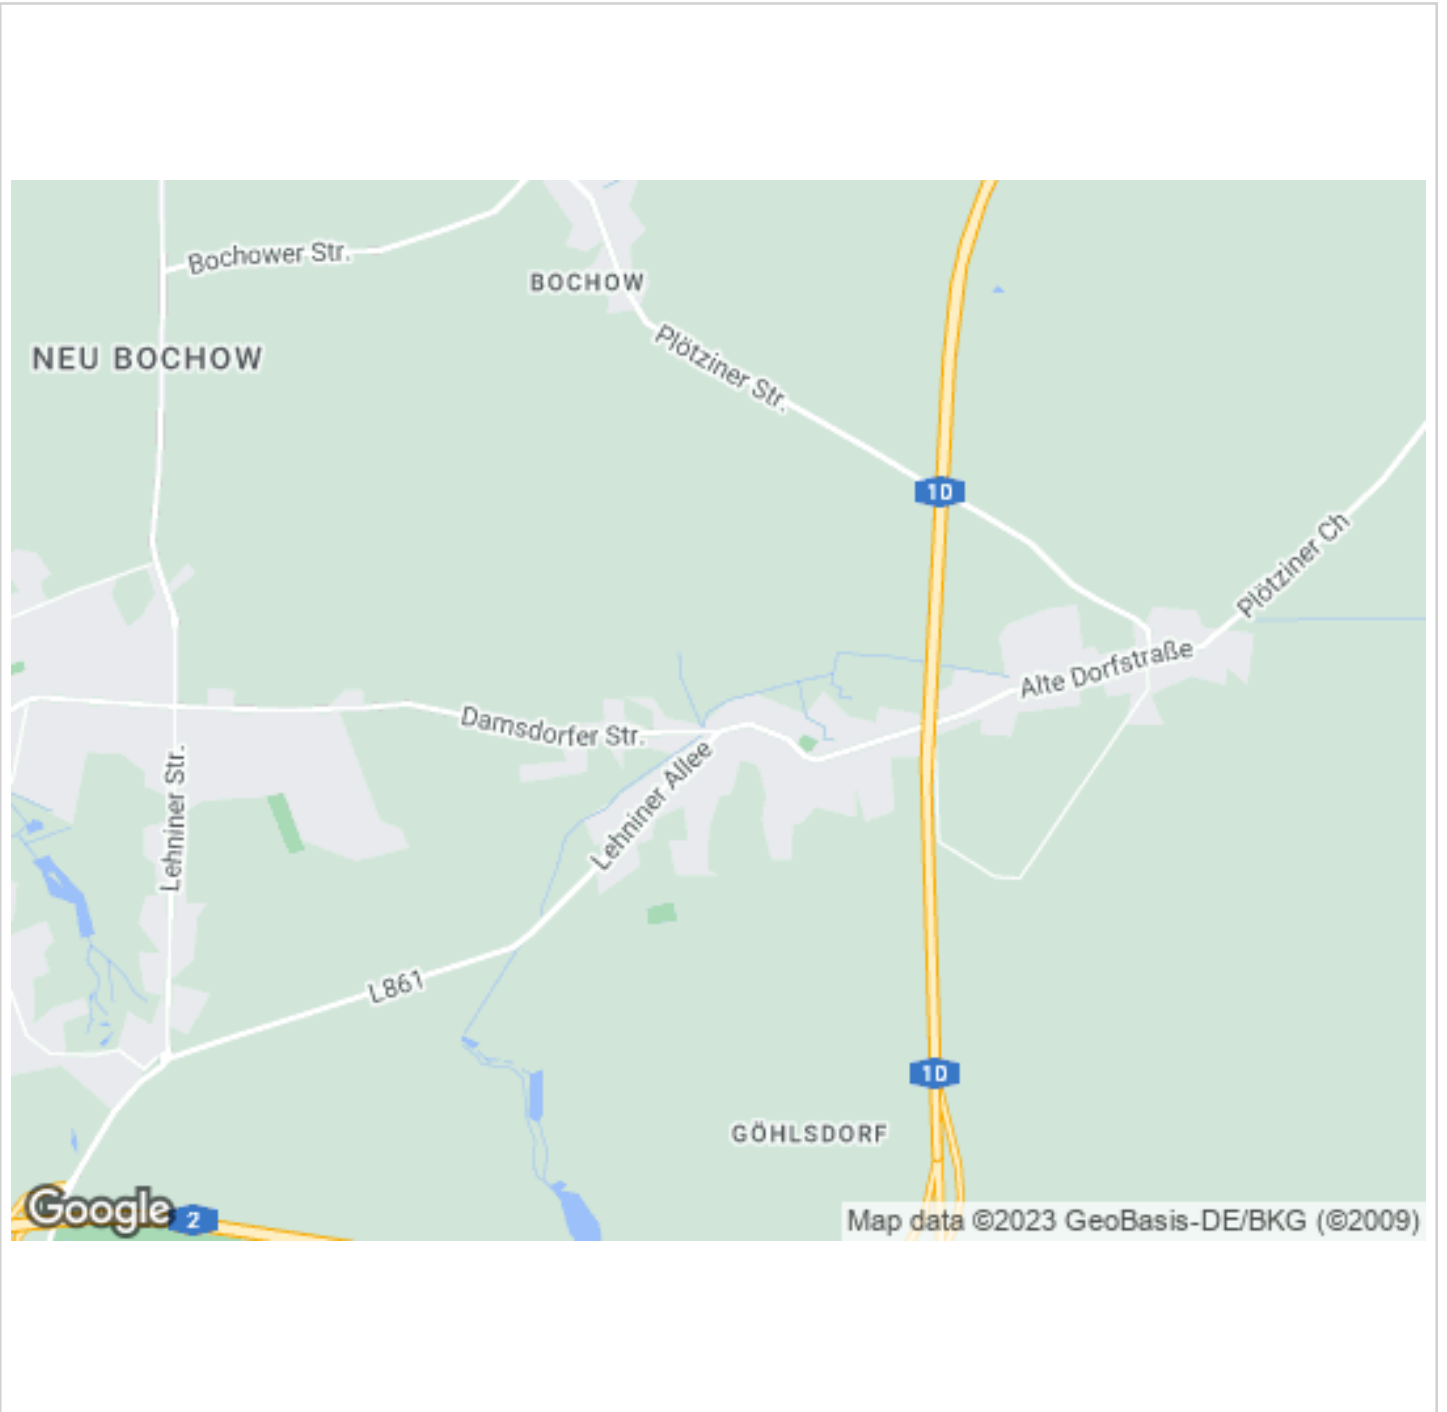 Bochower Str.
BOCHOW
NEU BOCHOW
Plötziner Str.
10
Plötziner Ch
Alte Dorfstraße
Damsdorfer Str.
Lehniner Allee
Lehniner Str.
L861
10
GÖHLSDORF
Google
2
Map data ©2023 GeoBasis-DE/BKG (©2009)